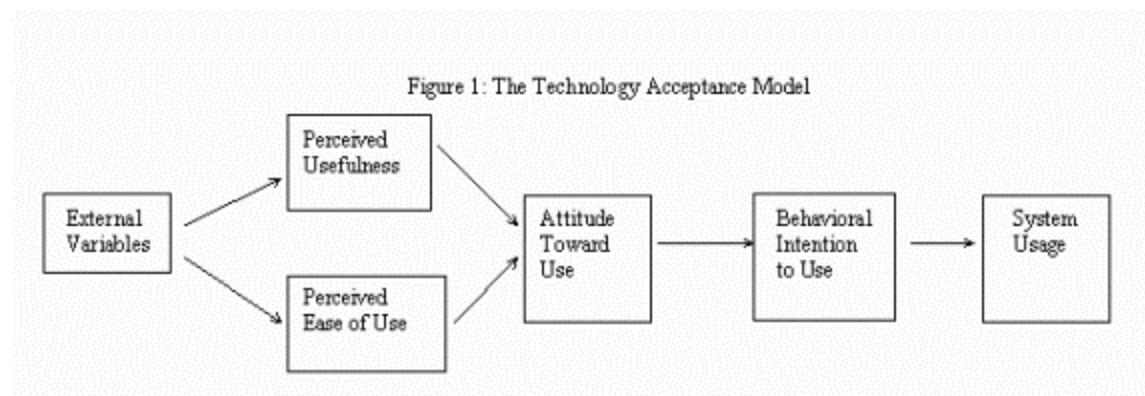 Figure 1: The Technology Acceptance Model
Perceived
Usefulness
External
Variables
Perceived
Ease of Use
Attitude
Toward
Use
Behavioral
Intention
to Use
System
Usage